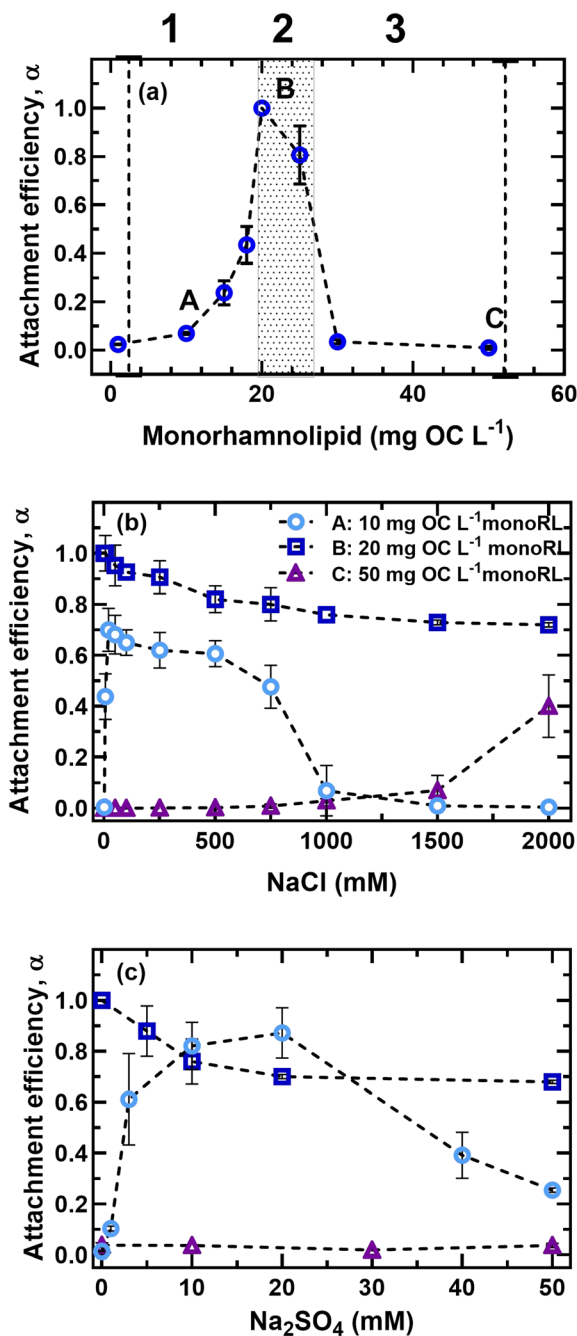 1 2 3
(a)
B
A
C
Attachment efficiency, α
1.0
0.8
0.6
0.4
0.2
0.0
0 20 40 60
Monorhamnolipid (mg OC L⁻¹)
(b)
A: 10 mg OC L⁻¹monoRL
B: 20 mg OC L⁻¹ monoRL
C: 50 mg OC L⁻¹monoRL
Attachment efficiency, α
1.0
0.8
0.6
0.4
0.2
0.0
0 500 1000 1500 2000
NaCl (mM)
(c)
Attachment efficiency, α
1.0
0.8
0.6
0.4
0.2
0.0
0 10 20 30 40 50
Na₂SO₄ (mM)